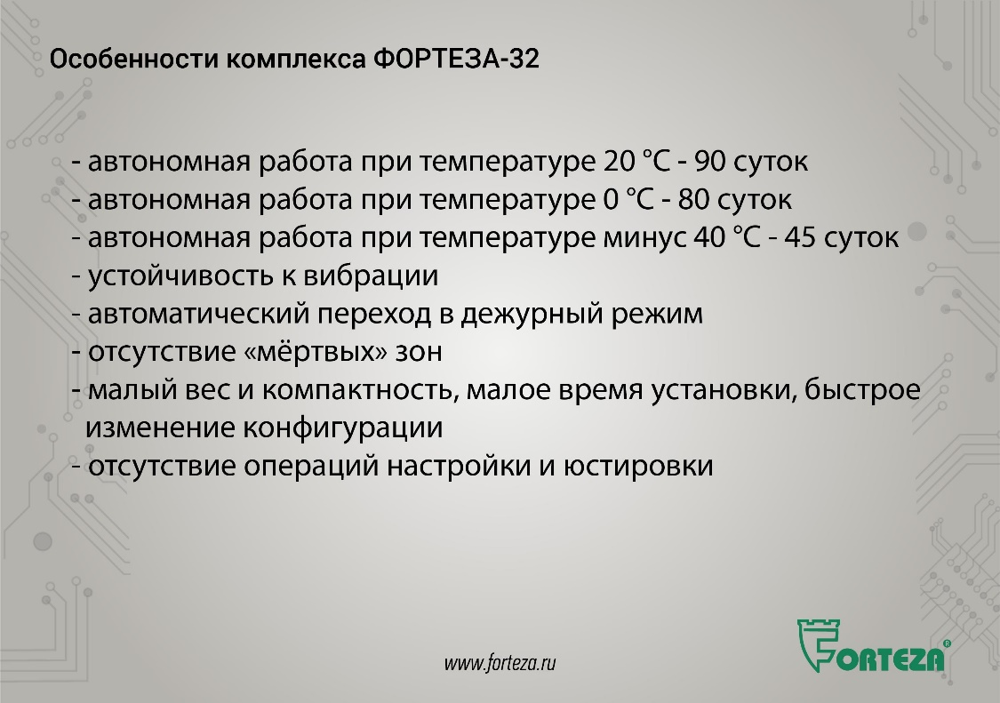 Особенности комплекса ФОРТЕЗА-32
- автономная работа при температуре 20 °С - 90 суток
- автономная работа при температуре 0 °С - 80 суток
- автономная работа при температуре минус 40 °С - 45 суток
- устойчивость к вибрации
- автоматический переход в дежурный режим
- отсутствие «мёртвых» зон
- малый вес и компактность, малое время установки, быстрое
изменение конфигурации
- отсутствие операций настройки и юстировки
www.forteza.ru
FORTEZA®